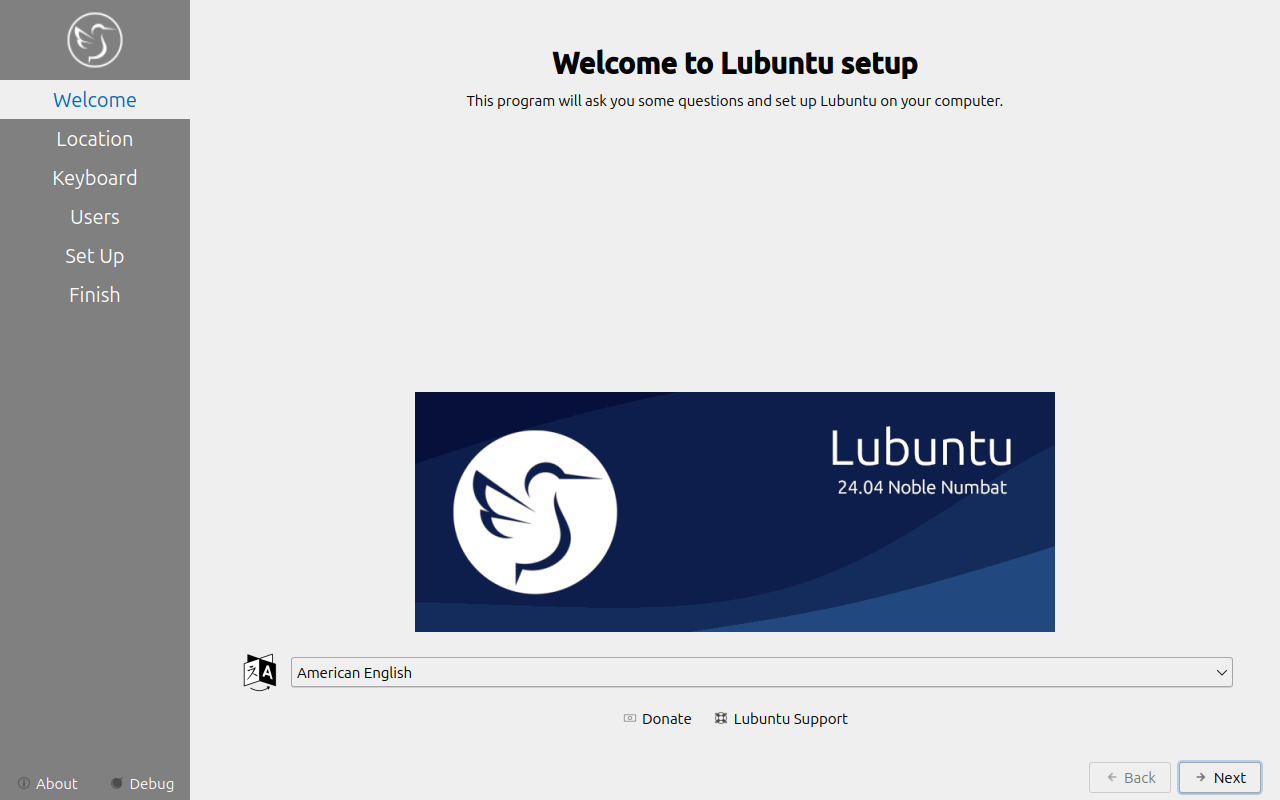 Welcome
Location
Keyboard
Users
Set Up
Finish
About
Debug
Welcome to Lubuntu setup
This program will ask you some questions and set up Lubuntu on your computer.
Lubuntu
24.04 Noble Numbat
American English
Donate
Lubuntu Support
Back
Next